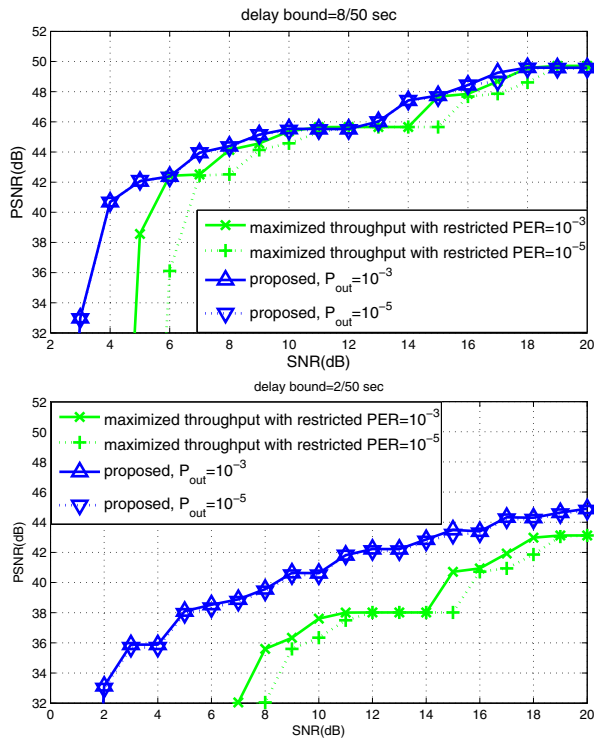 delay bound=8/50 sec
52
50
48
46
44
42
40
38
36
34
32
PSNR(dB)
maximized throughput with restricted PER=10⁻³
maximized throughput with restricted PER=10⁻⁵
proposed, P_out=10⁻³
proposed, P_out=10⁻⁵
2 4 6 8 10 12 14 16 18 20
SNR(dB)
delay bound=2/50 sec
52
50
48
46
44
42
40
38
36
34
32
PSNR(dB)
maximized throughput with restricted PER=10⁻³
maximized throughput with restricted PER=10⁻⁵
proposed, P_out=10⁻³
proposed, P_out=10⁻⁵
0 2 4 6 8 10 12 14 16 18 20
SNR(dB)